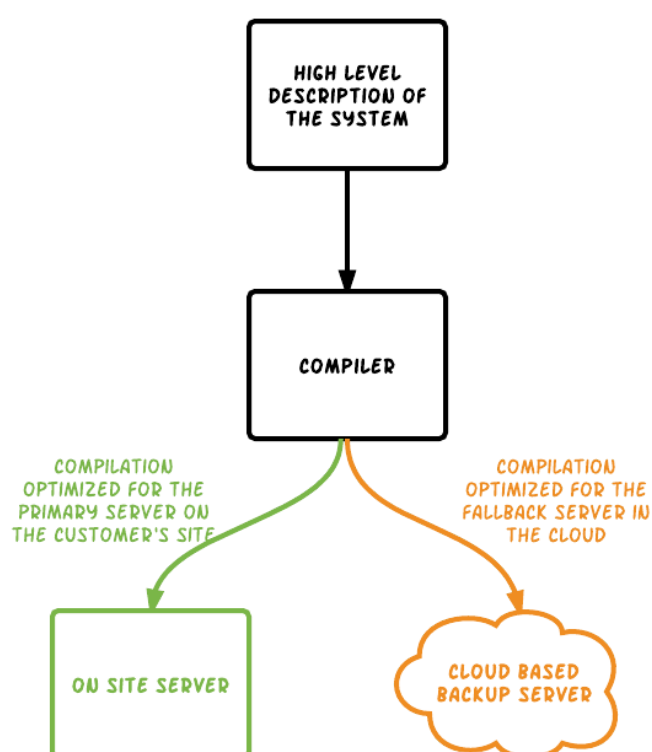 HIGH LEVEL
DESCRIPTION OF
THE SYSTEM
COMPILER
COMPILATION
OPTIMIZED FOR THE
PRIMARY SERVER ON
THE CUSTOMER'S SITE
COMPILATION
OPTIMIZED FOR THE
FALLBACK SERVER IN
THE CLOUD
ON SITE SERVER
CLOUD BASED
BACKUP SERVER